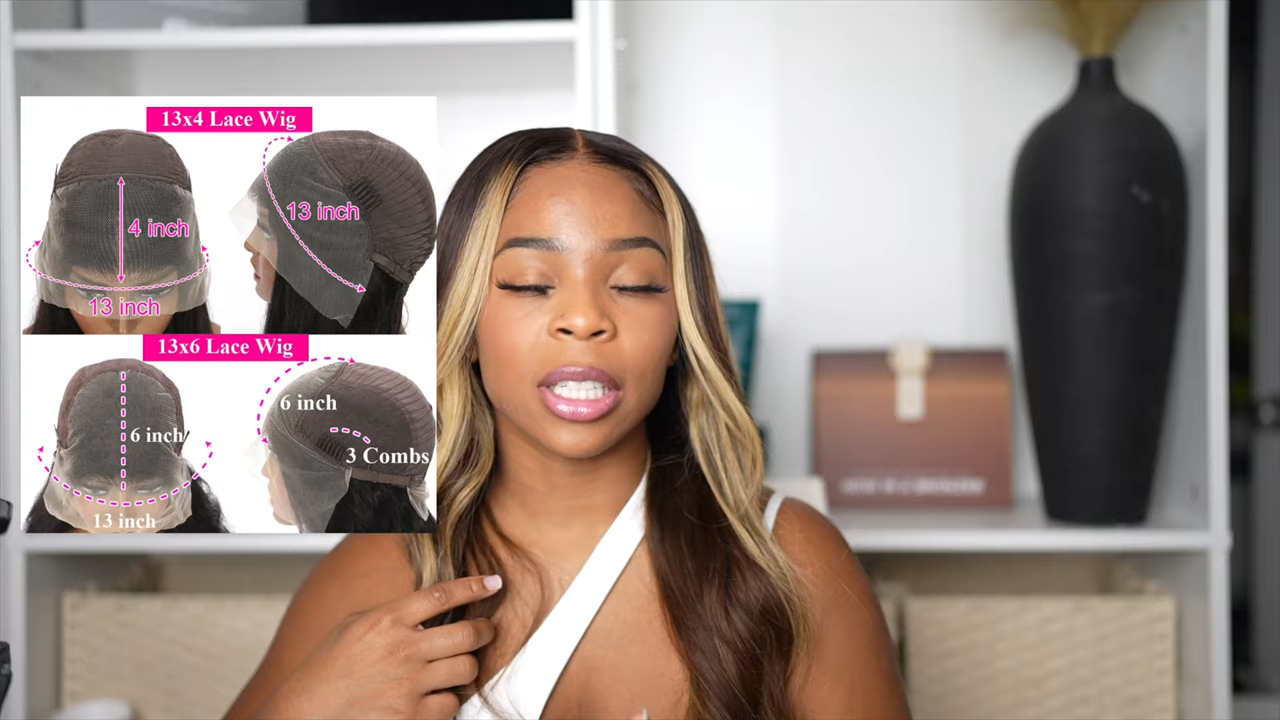 13x4 Lace Wig
4 inch
13 inch
13 inch
13x6 Lace Wig
6 inch
6 inch
3 Combs
13 inch